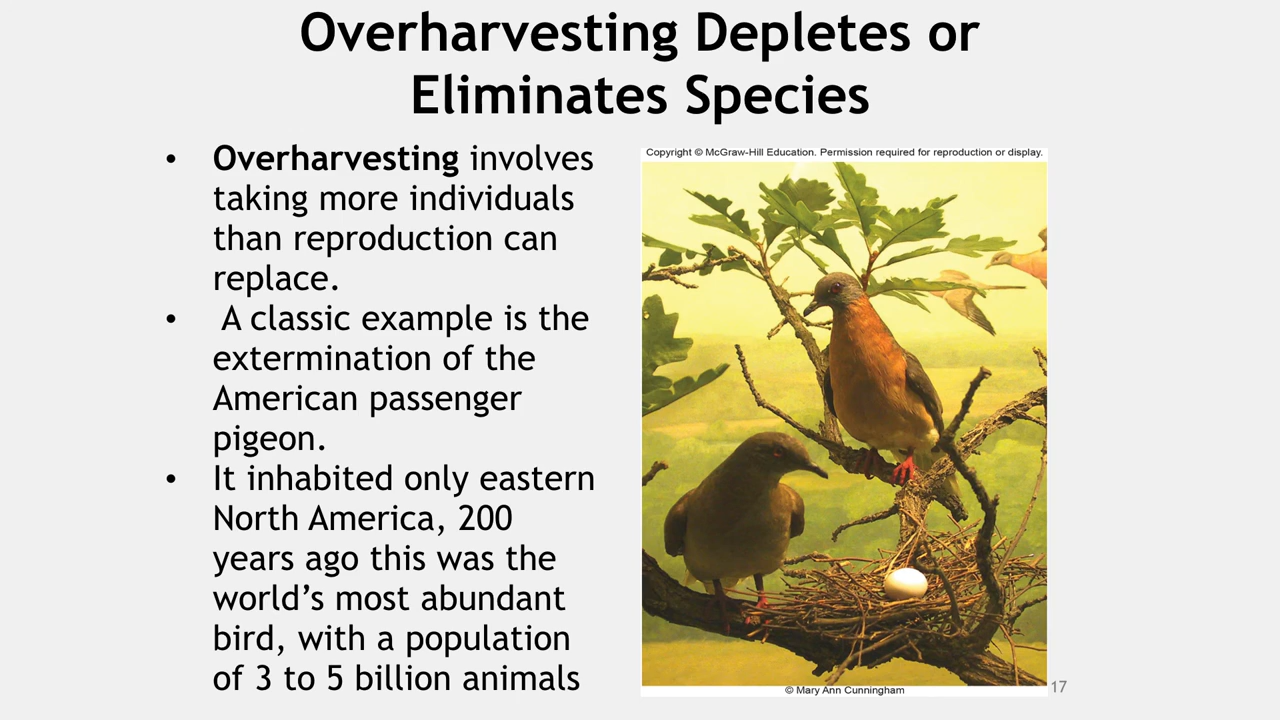 Overharvesting Depletes or
Eliminates Species
• Overharvesting involves
taking more individuals
than reproduction can
replace.
• A classic example is the
extermination of the
American passenger
pigeon.
• It inhabited only eastern
North America, 200
years ago this was the
world’s most abundant
bird, with a population
of 3 to 5 billion animals
Copyright © McGraw-Hill Education. Permission required for reproduction or display.
© Mary Ann Cunningham
17